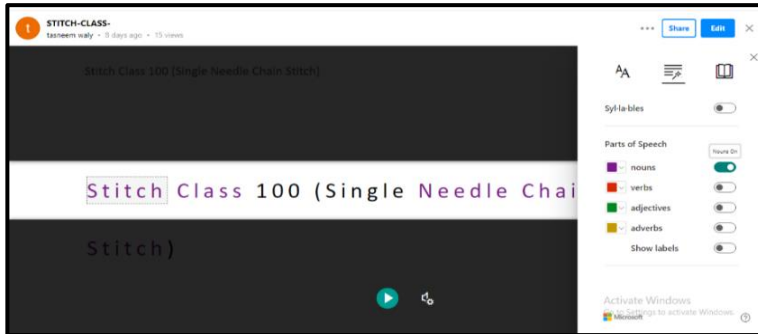 t
STITCH-CLASS-
tasneem waly • 8 days ago • 15 views
Share
Edit
Stitch Class 100 (Single Needle Chain Stitch)
Stitch Class 100 (Single Needle Chai
Stitch)
AA
Syl·la·bles
Parts of Speech
Nouns On
nouns
verbs
adjectives
adverbs
Show labels
Activate Windows
Go to Settings to activate Windows.
Microsoft